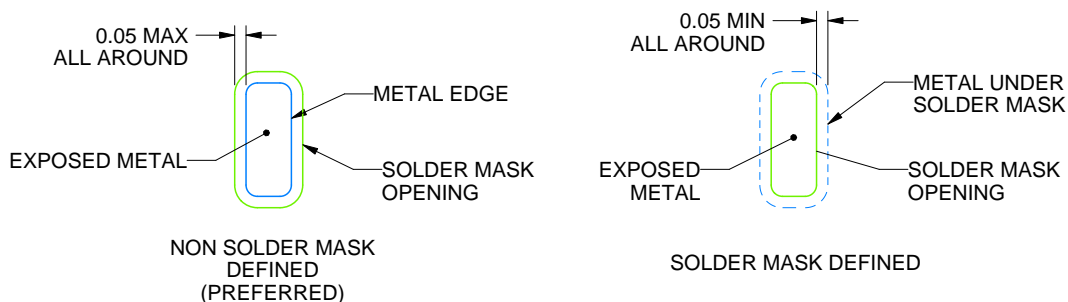 0.05 MAX
ALL AROUND
METAL EDGE
EXPOSED METAL
SOLDER MASK
OPENING
NON SOLDER MASK
DEFINED
(PREFERRED)
0.05 MIN
ALL AROUND
METAL UNDER
SOLDER MASK
EXPOSED
METAL
SOLDER MASK
OPENING
SOLDER MASK DEFINED